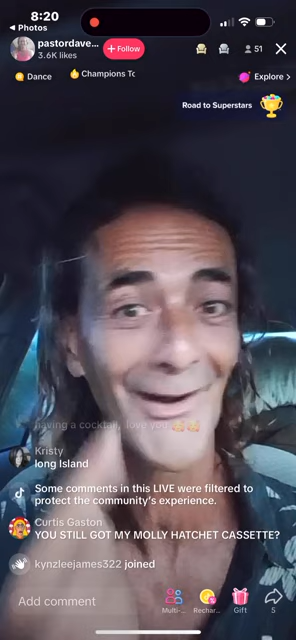 8:20
Photos
pastordave...
3.6K likes
+ Follow
51
Dance
Champions Tc
Explore >
Road to Superstars
having a cocktail, love you
Kristy
long Island
Some comments in this LIVE were filtered to
protect the community's experience.
Curtis Gaston
YOU STILL GOT MY MOLLY HATCHET CASSETTE?
kynzleejames322 joined
Add comment
Multi-...
Rechar...
Gift
5